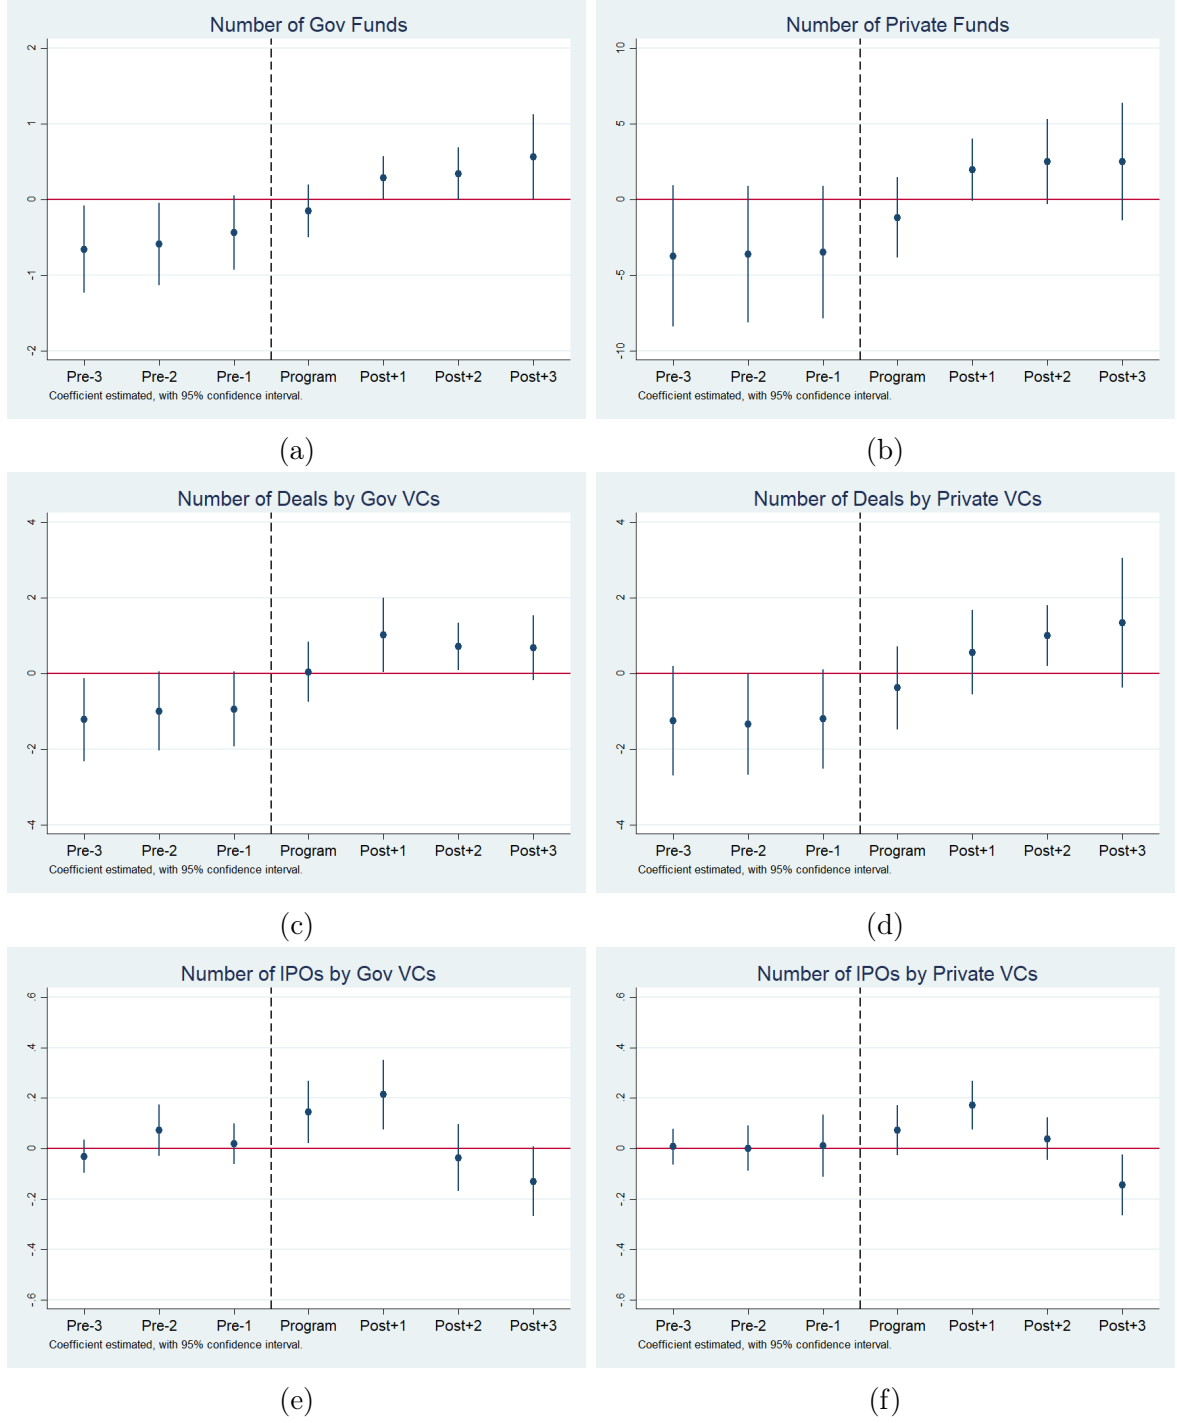 Number of Gov Funds
2
1
0
-1
-2
Pre-3 Pre-2 Pre-1 Program Post+1 Post+2 Post+3
Coefficient estimated, with 95% confidence interval.
(a)
Number of Private Funds
10
5
0
-5
-10
Pre-3 Pre-2 Pre-1 Program Post+1 Post+2 Post+3
Coefficient estimated, with 95% confidence interval.
(b)
Number of Deals by Gov VCs
4
2
0
-2
-4
Pre-3 Pre-2 Pre-1 Program Post+1 Post+2 Post+3
Coefficient estimated, with 95% confidence interval.
(c)
Number of Deals by Private VCs
4
2
0
-2
-4
Pre-3 Pre-2 Pre-1 Program Post+1 Post+2 Post+3
Coefficient estimated, with 95% confidence interval.
(d)
Number of IPOs by Gov VCs
.6
.4
.2
0
-.2
-.4
-.6
Pre-3 Pre-2 Pre-1 Program Post+1 Post+2 Post+3
Coefficient estimated, with 95% confidence interval.
(e)
Number of IPOs by Private VCs
.6
.4
.2
0
-.2
-.4
-.6
Pre-3 Pre-2 Pre-1 Program Post+1 Post+2 Post+3
Coefficient estimated, with 95% confidence interval.
(f)